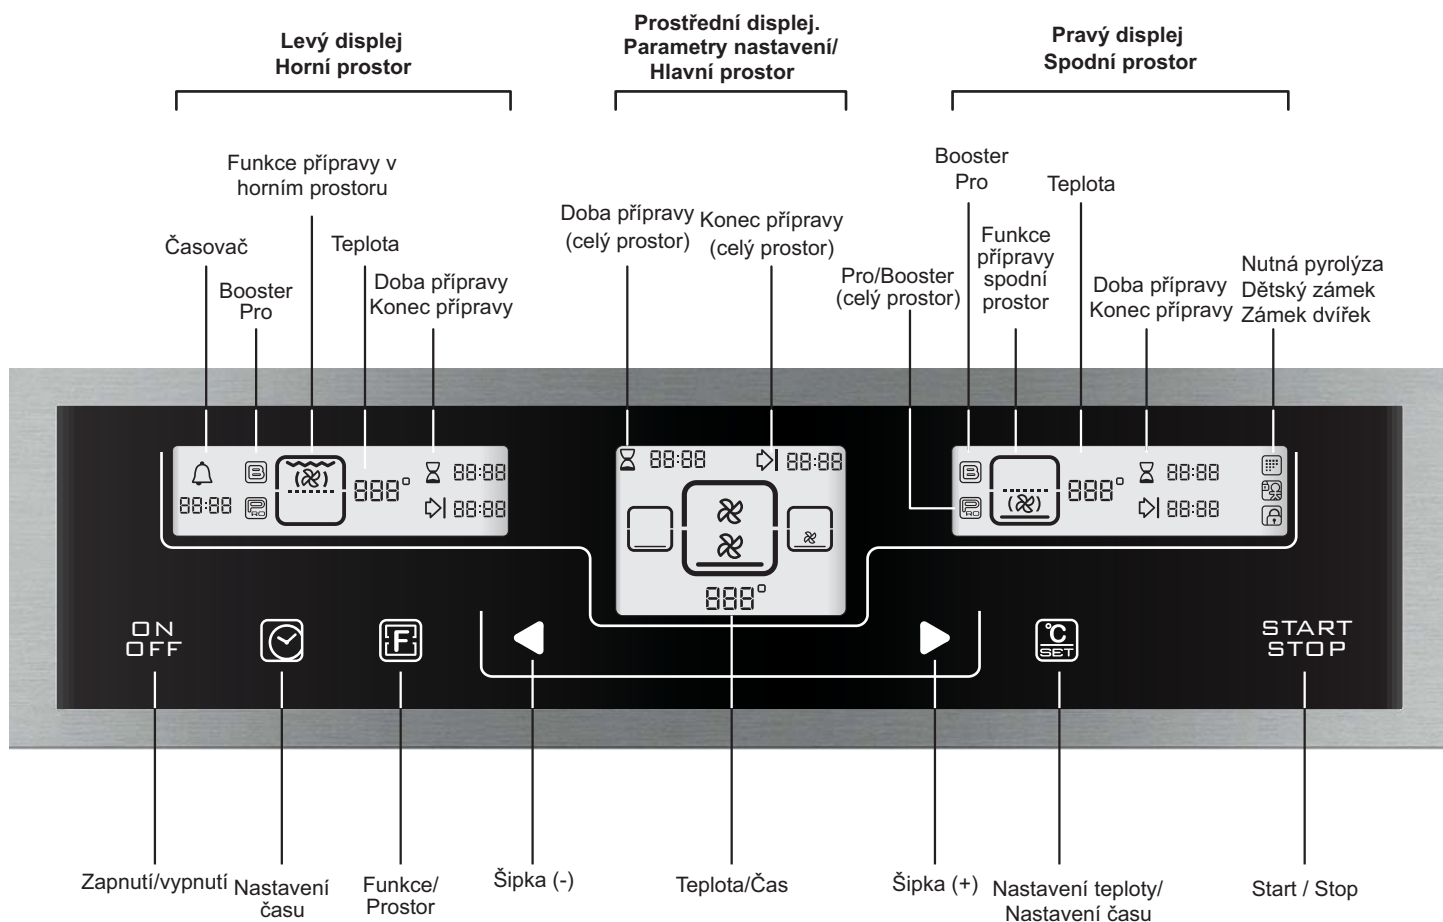 Levý displej
Horní prostor
Prostřední displej.
Parametry nastavení/
Hlavní prostor
Pravý displej
Spodní prostor
Funkce přípravy v
horním prostoru
Časovač
Booster
Pro
Teplota
Doba přípravy
Konec přípravy
Doba přípravy
(celý prostor)
Konec přípravy
(celý prostor)
Pro/Booster
(celý prostor)
Booster
Pro
Funkce
přípravy
spodní
prostor
Teplota
Doba přípravy
Konec přípravy
Nutná pyrolýza
Dětský zámek
Zámek dvířek
B
88:88
PRO
888°
88:88
88:88
88:88
88:88
888°
B
PRO
888°
88:88
88:88
ON
OFF
F
°C
SET
START
STOP
Zapnutí/vypnutí
Nastavení
času
Funkce/
Prostor
Šipka (-)
Teplota/Čas
Šipka (+)
Nastavení teploty/
Nastavení času
Start / Stop